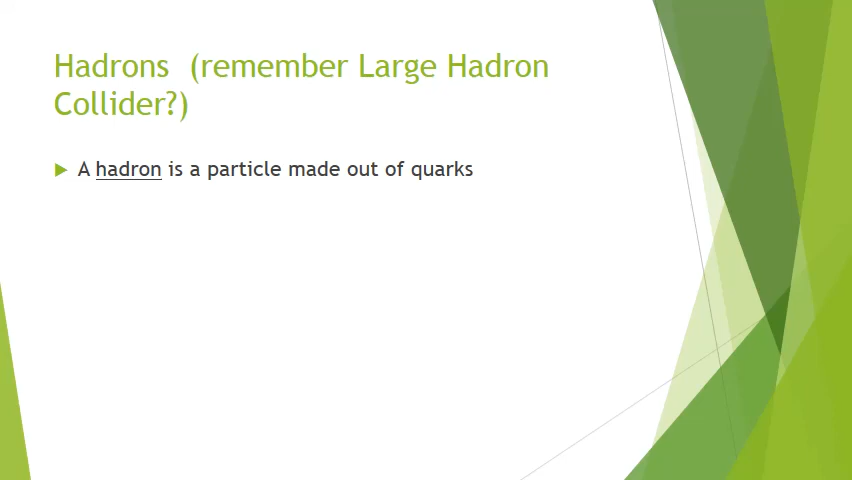 Hadrons  (remember Large Hadron
Collider?)
A hadron is a particle made out of quarks